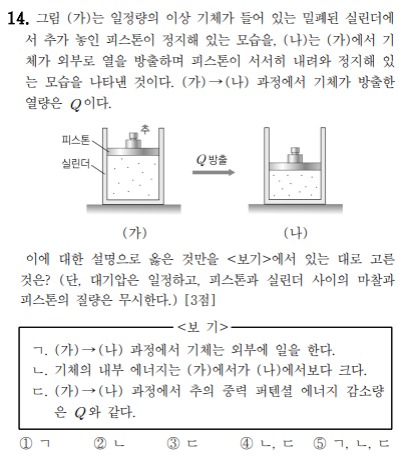 14. 그림 (가)는 일정량의 이상 기체가 들어 있는 밀폐된 실린더에
서 추가 놓인 피스톤이 정지해 있는 모습을, (나)는 (가)에서 기
체가 외부로 열을 방출하며 피스톤이 서서히 내려와 정지해 있
는 모습을 나타낸 것이다. (가)→(나) 과정에서 기체가 방출한
열량은 Q이다.
추
피스톤
실린더
Q 방출
(가)
(나)
이에 대한 설명으로 옳은 것만을 <보기>에서 있는 대로 고른
것은? (단, 대기압은 일정하고, 피스톤과 실린더 사이의 마찰과
피스톤의 질량은 무시한다.) [3점]
<보 기>
ㄱ. (가)→(나) 과정에서 기체는 외부에 일을 한다.
ㄴ. 기체의 내부 에너지는 (가)에서가 (나)에서보다 크다.
ㄷ. (가)→(나) 과정에서 추의 중력 퍼텐셜 에너지 감소량
은 Q와 같다.
① ㄱ ② ㄴ ③ ㄷ ④ ㄴ, ㄷ ⑤ ㄱ, ㄴ, ㄷ